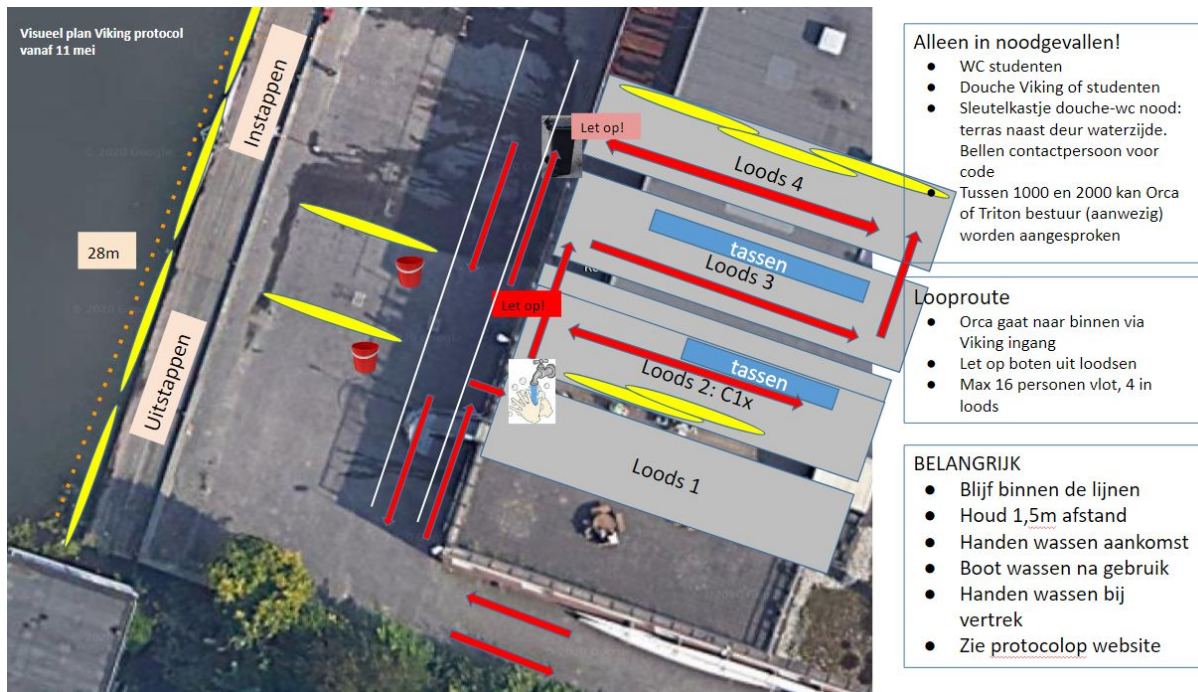 Visueel plan Viking protocol
vanaf 11 mei
Instappen
28m
Uitstappen
Let op!
Loods 4
tassen
Loods 3
Let op!
tassen
Loods 2: C1x
Loods 1
Alleen in noodgevallen!
● WC studenten
● Douche Viking of studenten
● Sleutelkastje douche-wc nood:
terras naast deur waterzijde.
Bellen contactpersoon voor
code
● Tussen 1000 en 2000 kan Orca
of Triton bestuur (aanwezig)
worden aangesproken
Looproute
● Orca gaat naar binnen via
Viking ingang
● Let op boten uit loodsen
● Max 16 personen vlot, 4 in
loods
BELANGRIJK
● Blijf binnen de lijnen
● Houd 1,5m afstand
● Handen wassen aankomst
● Boot wassen na gebruik
● Handen wassen bij
vertrek
● Zie protocolop website